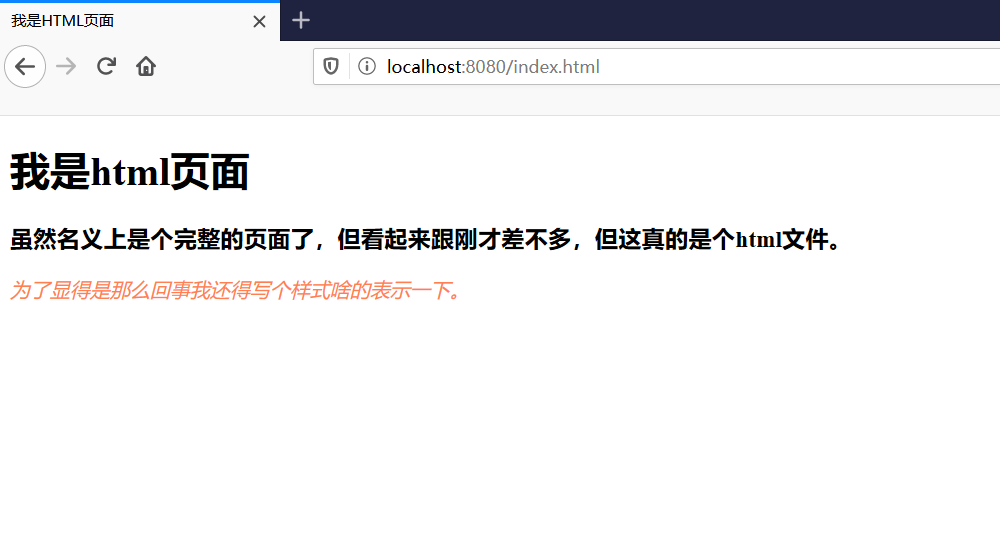 我是HTML页面
localhost:8080/index.html
我是html页面
虽然名义上是个完整的页面了，但看起来跟刚才差不多，但这真的是个html文件。
为了显得是那么回事我还得写个样式啥的表示一下。